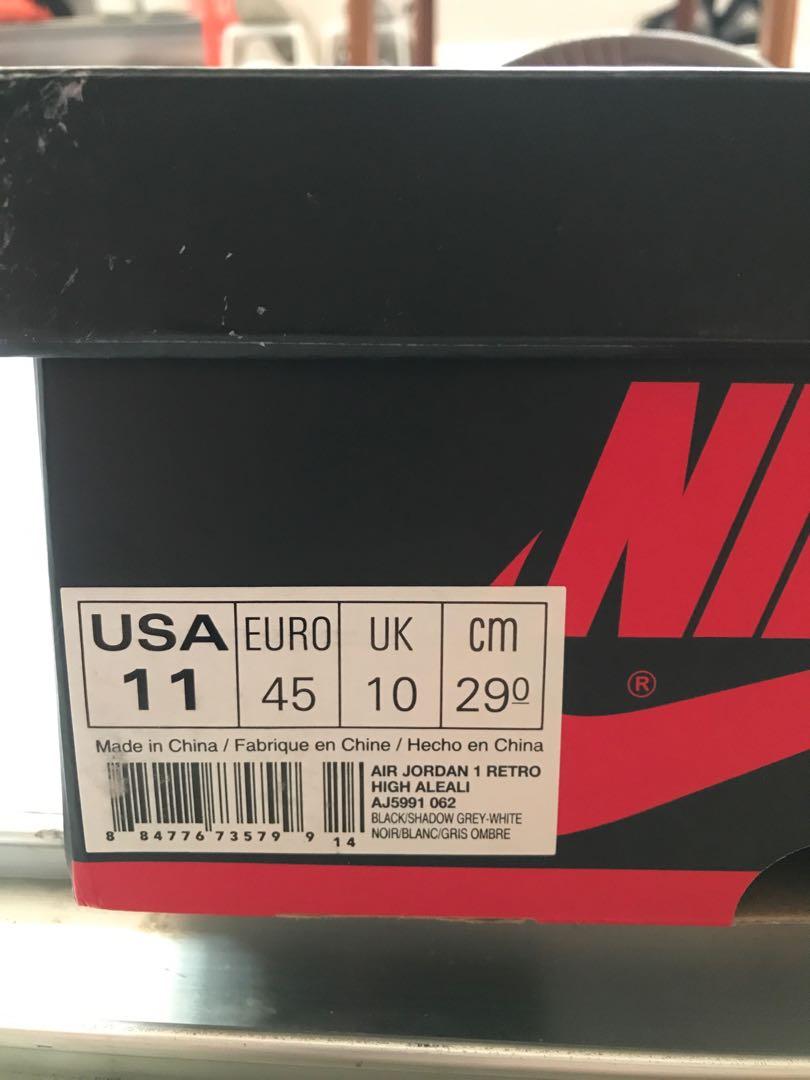 NI
USA EURO UK cm
11 45 10 290
®
Made in China / Fabrique en Chine / Hecho en China
8 84776 73579 9 14
AIR JORDAN 1 RETRO
HIGH ALEALI
AJ5991 062
BLACK/SHADOW GREY-WHITE
NOIR/BLANC/GRIS OMBRE